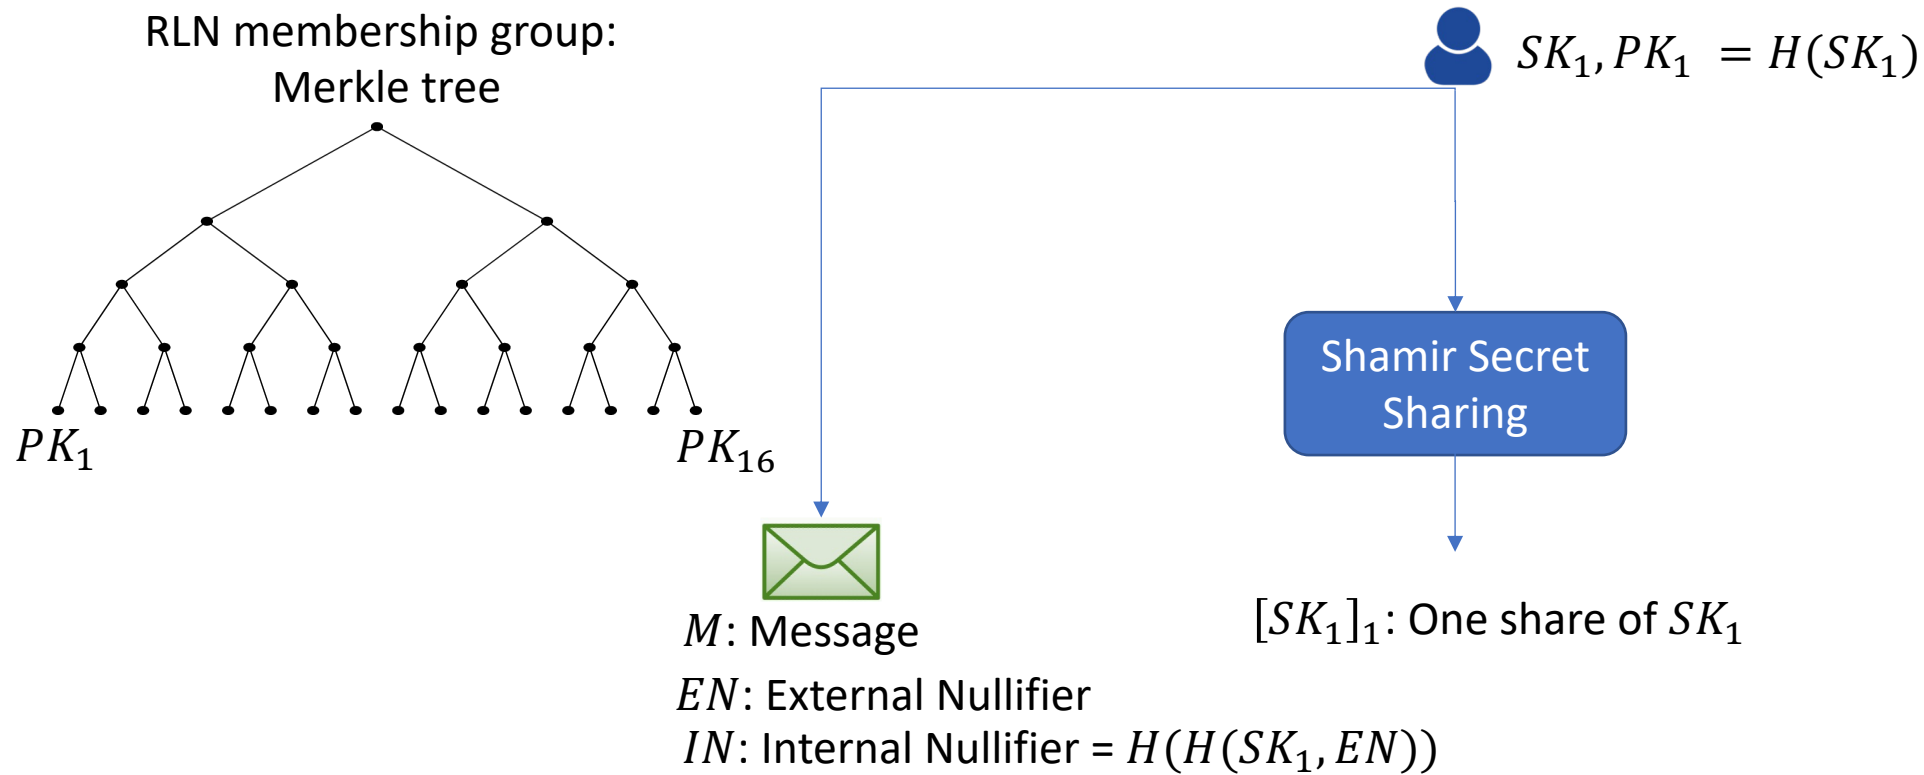 RLN membership group:
Merkle tree
SK₁, PK₁ = H(SK₁)
PK₁
PK₁₆
Shamir Secret
Sharing
M: Message
EN: External Nullifier
IN: Internal Nullifier = H(H(SK₁, EN))
[SK₁]₁: One share of SK₁